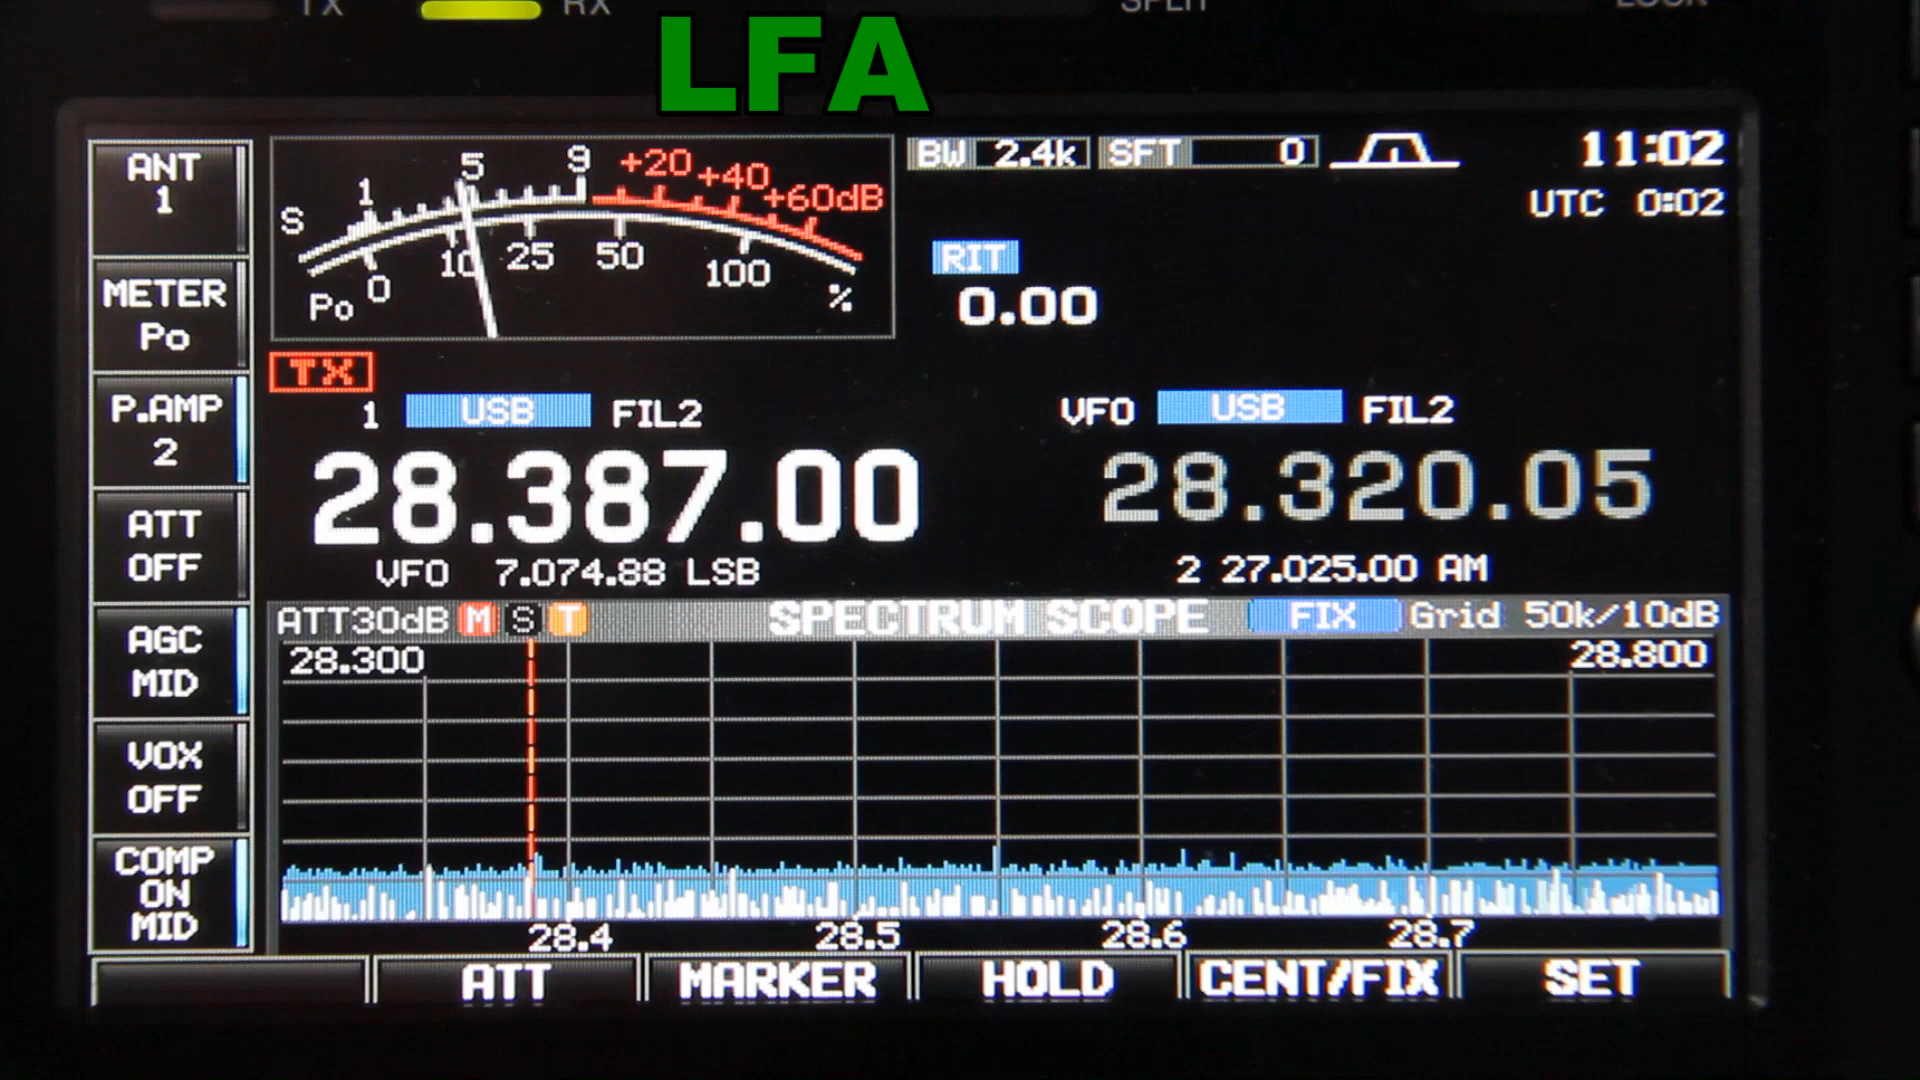 TX RX SPLIT LOCK
LFA
ANT
1
METER
Po
P.AMP
2
ATT
OFF
AGC
MID
VOX
OFF
COMP
ON
MID
S 1 5 9 +20 +40 +60dB
Po 0 10 25 50 100 %
BW 2.4k SFT 0
11:02
UTC 0:02
RIT
0.00
TX
1 USB FIL2
28.387.00
VFO 7.074.88 LSB
VFO USB FIL2
28.320.05
2 27.025.00 AM
ATT30dB M S T SPECTRUM SCOPE FIX Grid 50k/10dB
28.300 28.800
28.4 28.5 28.6 28.7
ATT MARKER HOLD CENT/FIX SET